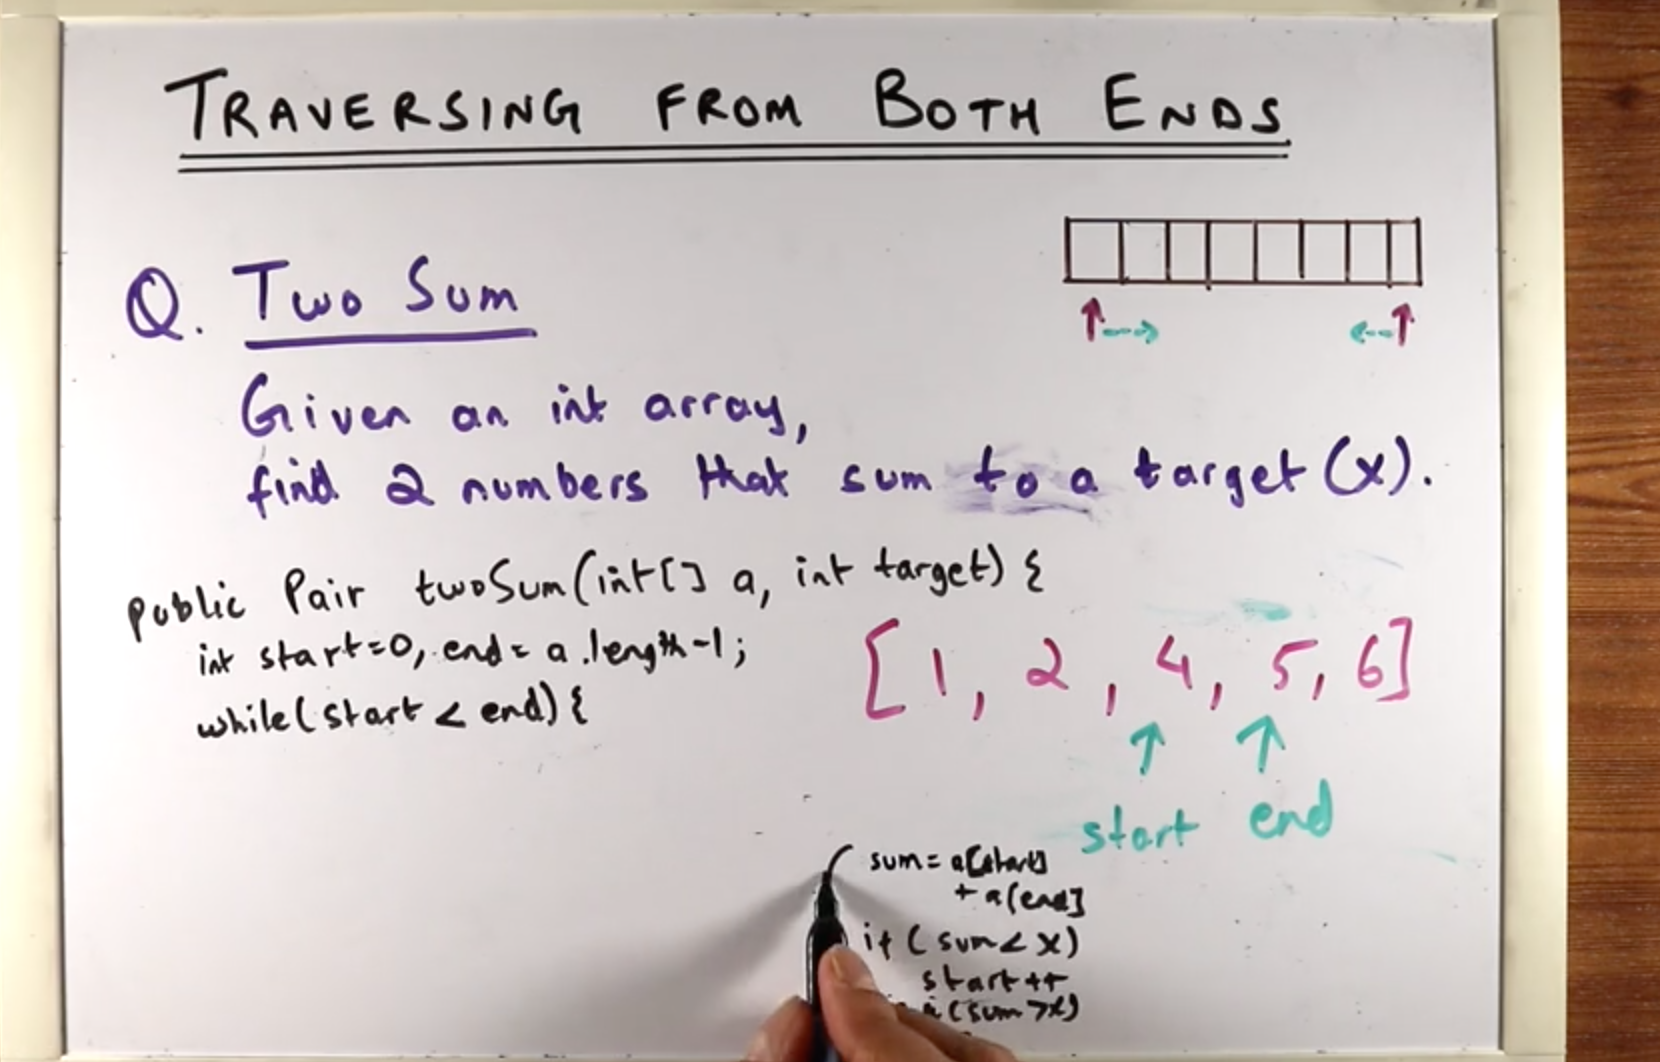 TRAVERSING FROM BOTH ENDS
Q. Two Sum
Given an int array,
find 2 numbers that sum to a target (x).
public Pair twoSum(int[] a, int target) {
int start=0, end = a.length-1;
while(start < end) {
[1, 2, 4, 5, 6]
start end
sum = a[start]
+ a[end]
if (sum < x)
start++
(sum > x)